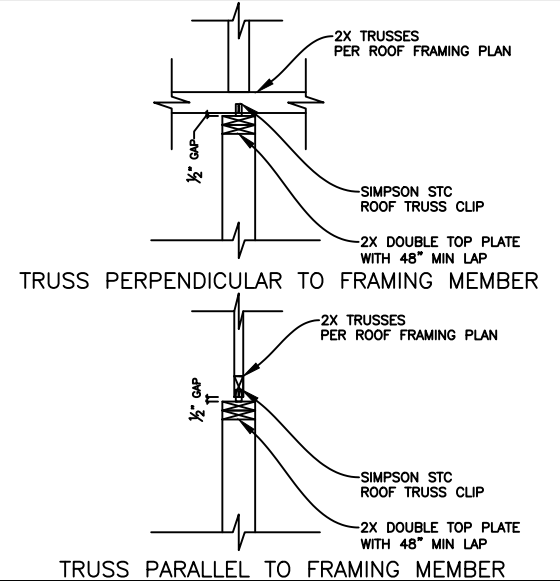 2X TRUSSES
PER ROOF FRAMING PLAN
½" GAP
SIMPSON STC
ROOF TRUSS CLIP
2X DOUBLE TOP PLATE
WITH 48" MIN LAP
TRUSS PERPENDICULAR TO FRAMING MEMBER
2X TRUSSES
PER ROOF FRAMING PLAN
½" GAP
SIMPSON STC
ROOF TRUSS CLIP
2X DOUBLE TOP PLATE
WITH 48" MIN LAP
TRUSS PARALLEL TO FRAMING MEMBER